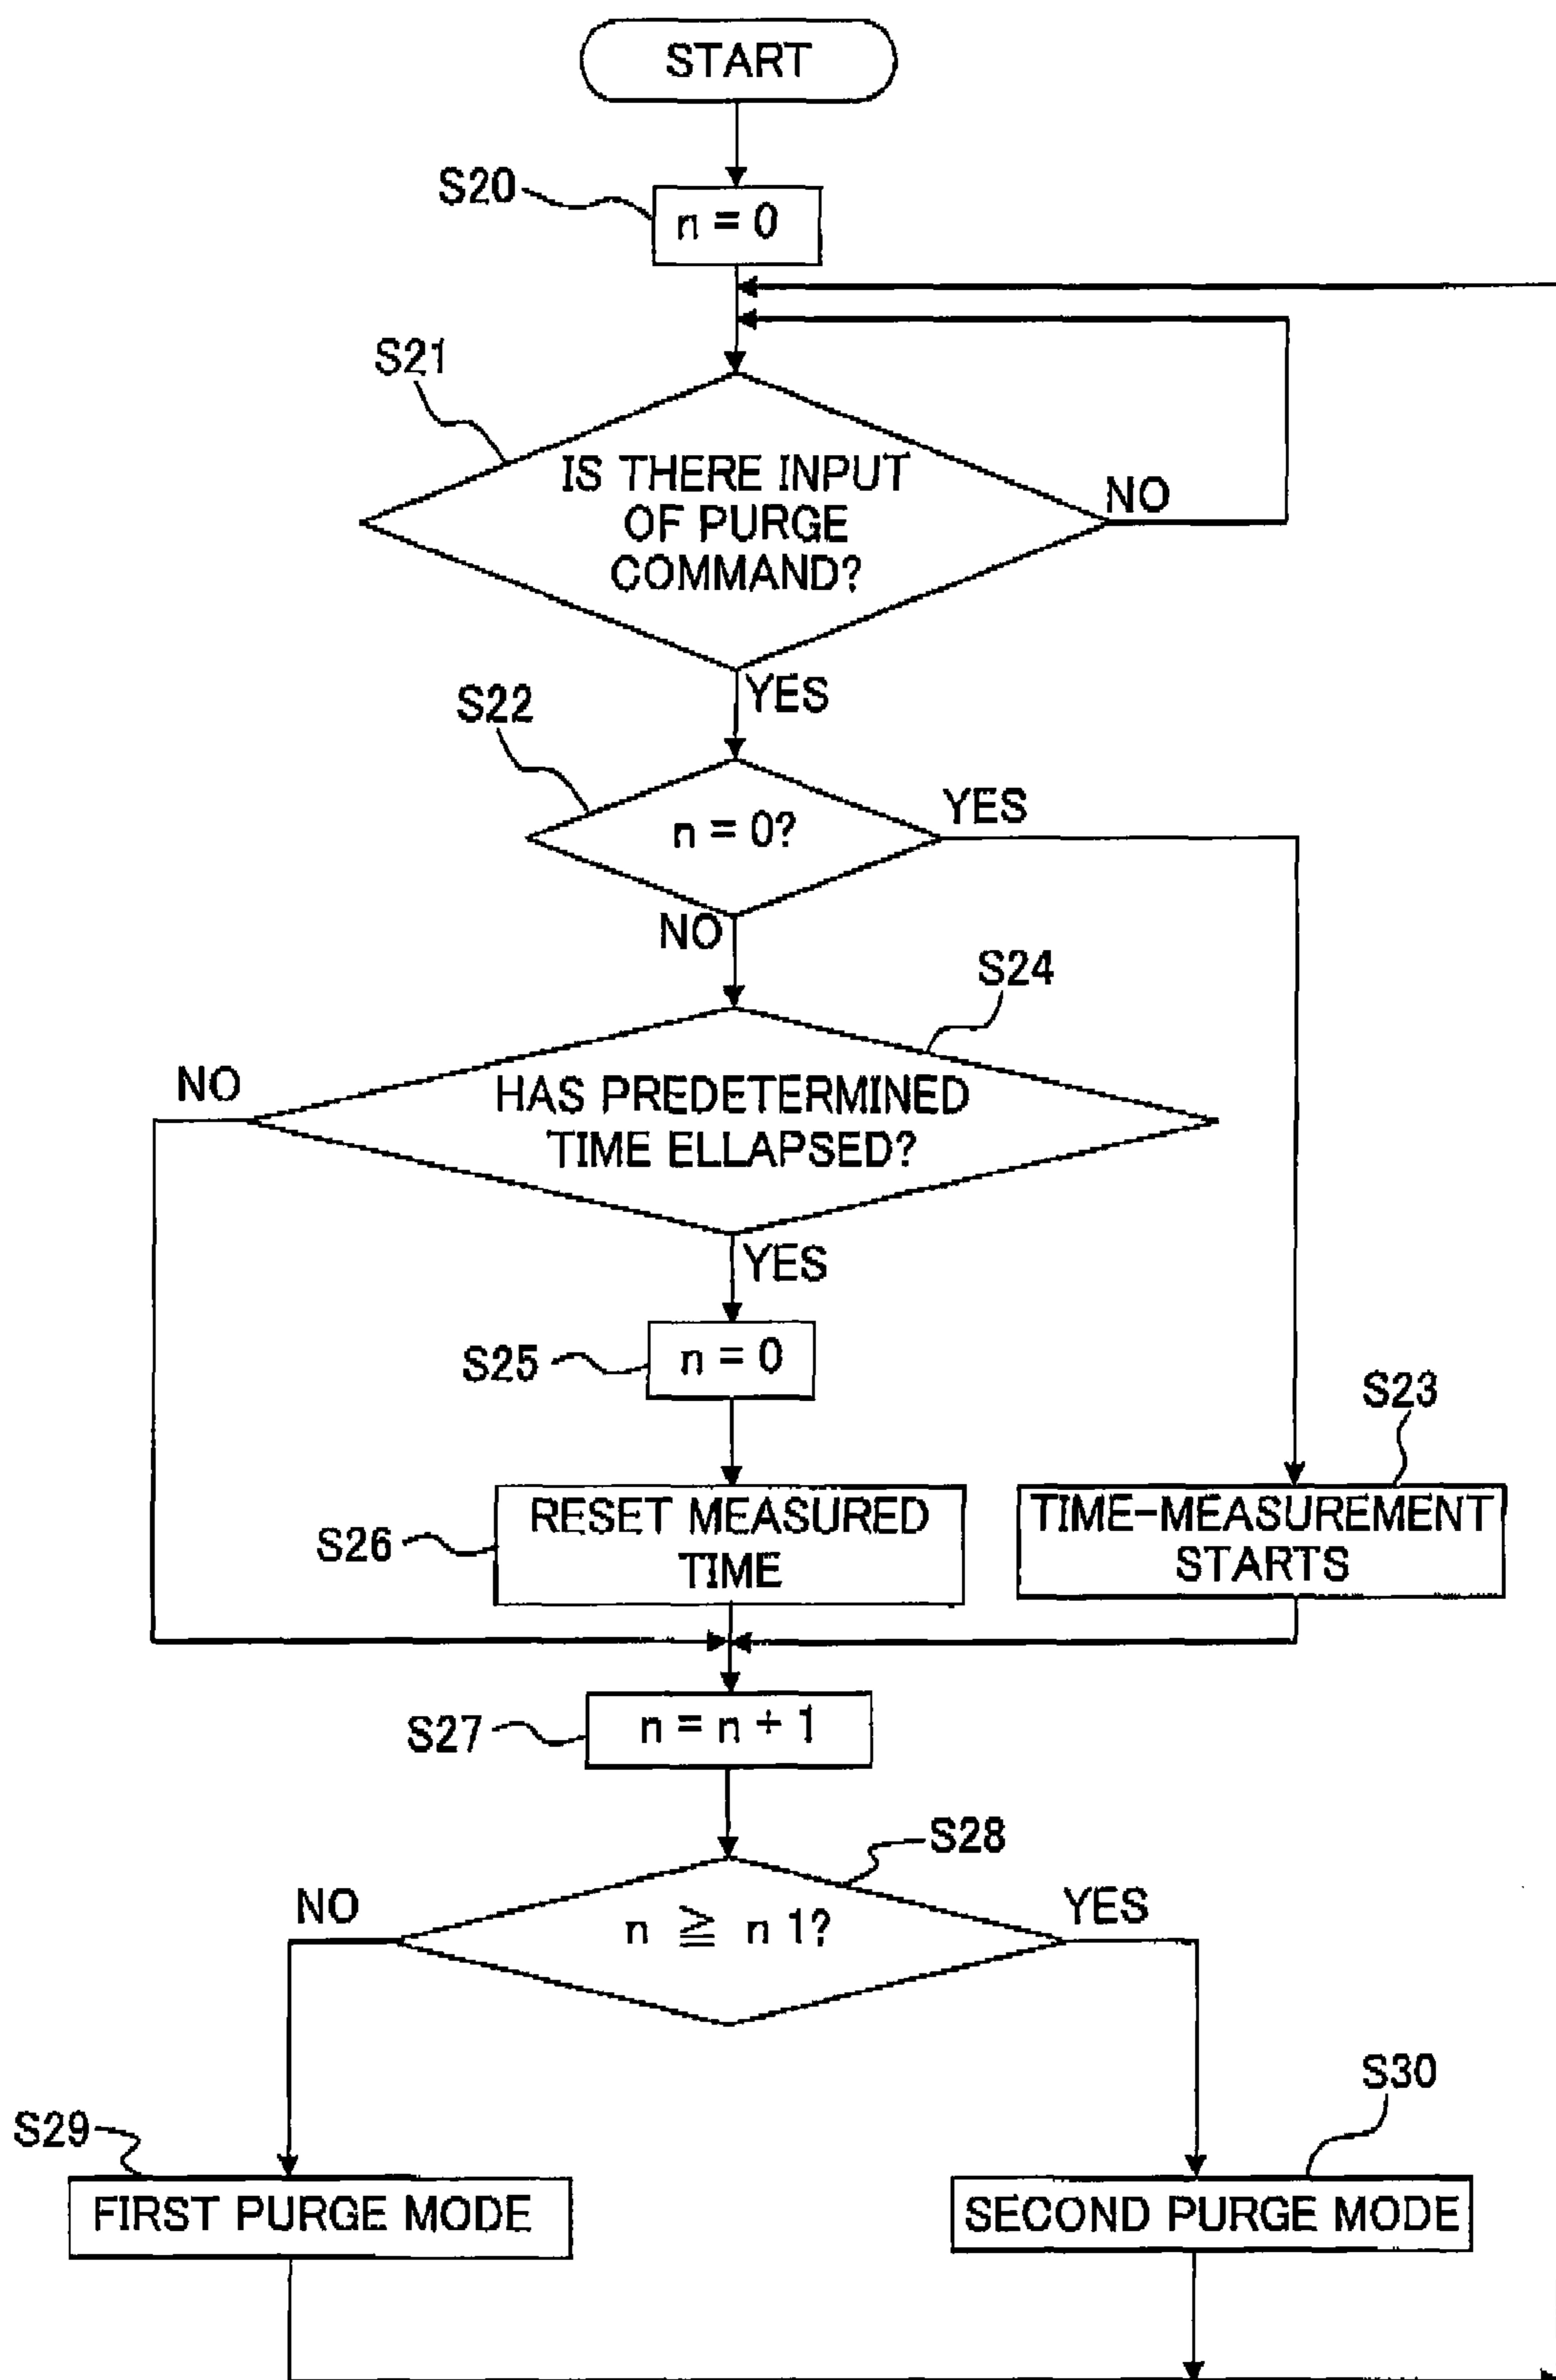 START
S20
n = 0
S21
IS THERE INPUT
OF PURGE
COMMAND?
NO
YES
S22
n = 0?
YES
NO
S24
NO
HAS PREDETERMINED
TIME ELLAPSED?
YES
S25
n = 0
S23
S26
RESET MEASURED
TIME
TIME-MEASUREMENT
STARTS
S27
n = n + 1
S28
NO
n ≧ n 1?
YES
S29
S30
FIRST PURGE MODE
SECOND PURGE MODE